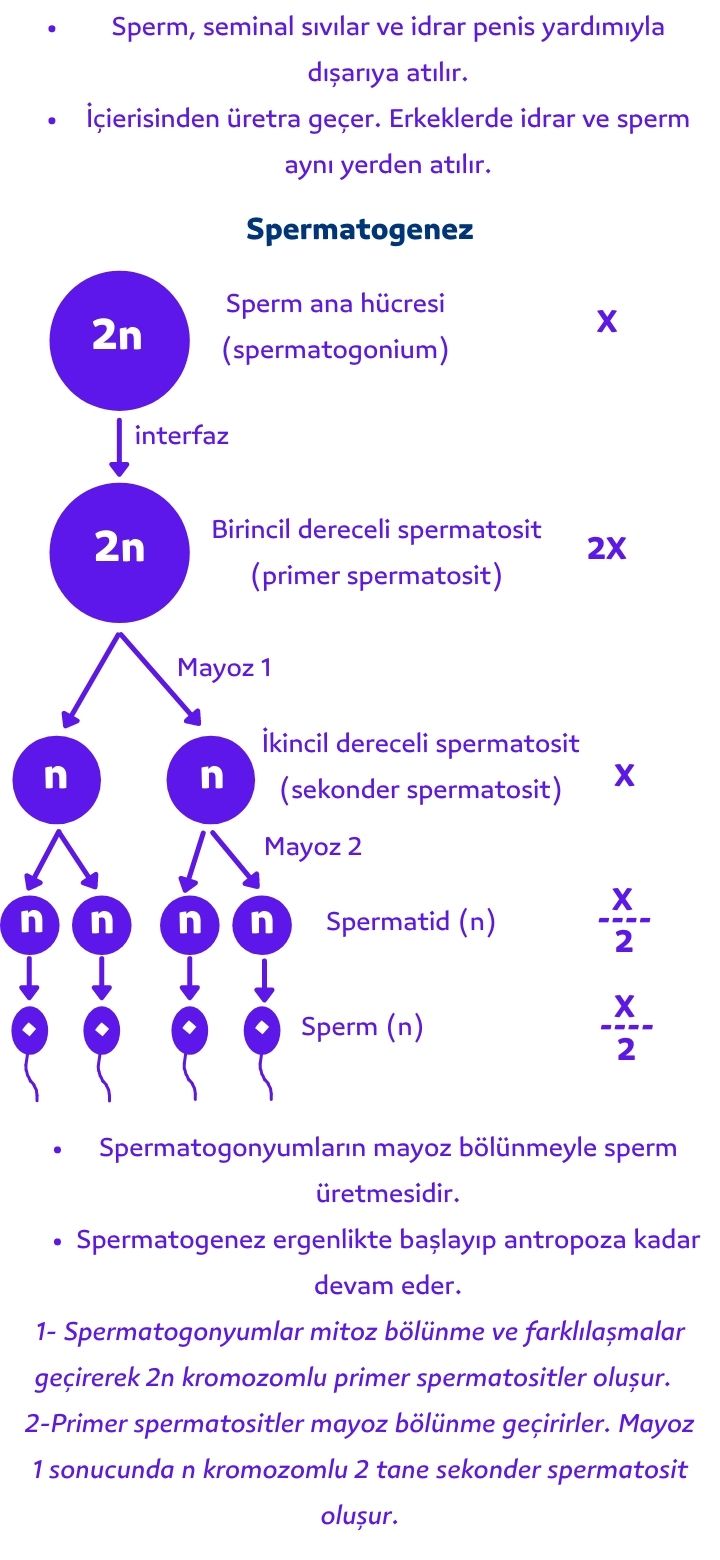 • Sperm, seminal sıvılar ve idrar penis yardımıyla
dışarıya atılır.
• İçierisinden üretra geçer. Erkeklerde idrar ve sperm
aynı yerden atılır.
Spermatogenez
2n
Sperm ana hücresi
(spermatogonium)
X
interfaz
2n
Birincil dereceli spermatosit
(primer spermatosit)
2X
Mayoz 1
n
n
İkincil dereceli spermatosit
(sekonder spermatosit)
X
Mayoz 2
n
n
n
n
Spermatid (n)
X
----
2
Sperm (n)
X
----
2
• Spermatogonyumların mayoz bölünmeyle sperm
üretmesidir.
• Spermatogenez ergenlikte başlayıp antropoza kadar
devam eder.
1- Spermatogonyumlar mitoz bölünme ve farklılaşmalar
geçirerek 2n kromozomlu primer spermatositler oluşur.
2-Primer spermatositler mayoz bölünme geçirirler. Mayoz
1 sonucunda n kromozomlu 2 tane sekonder spermatosit
oluşur.